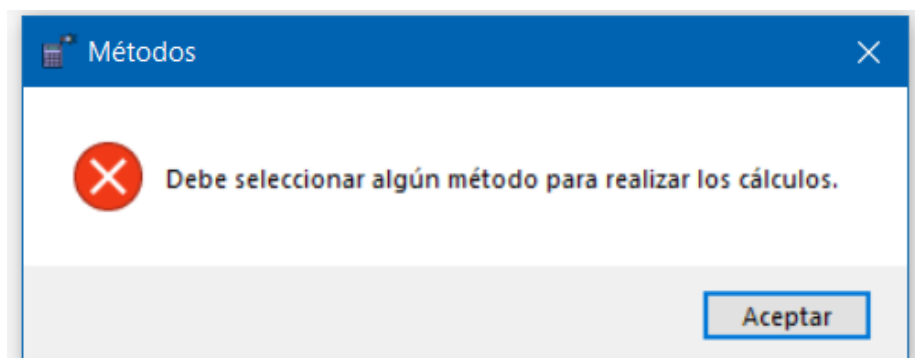 Métodos
Debe seleccionar algún método para realizar los cálculos.
Aceptar